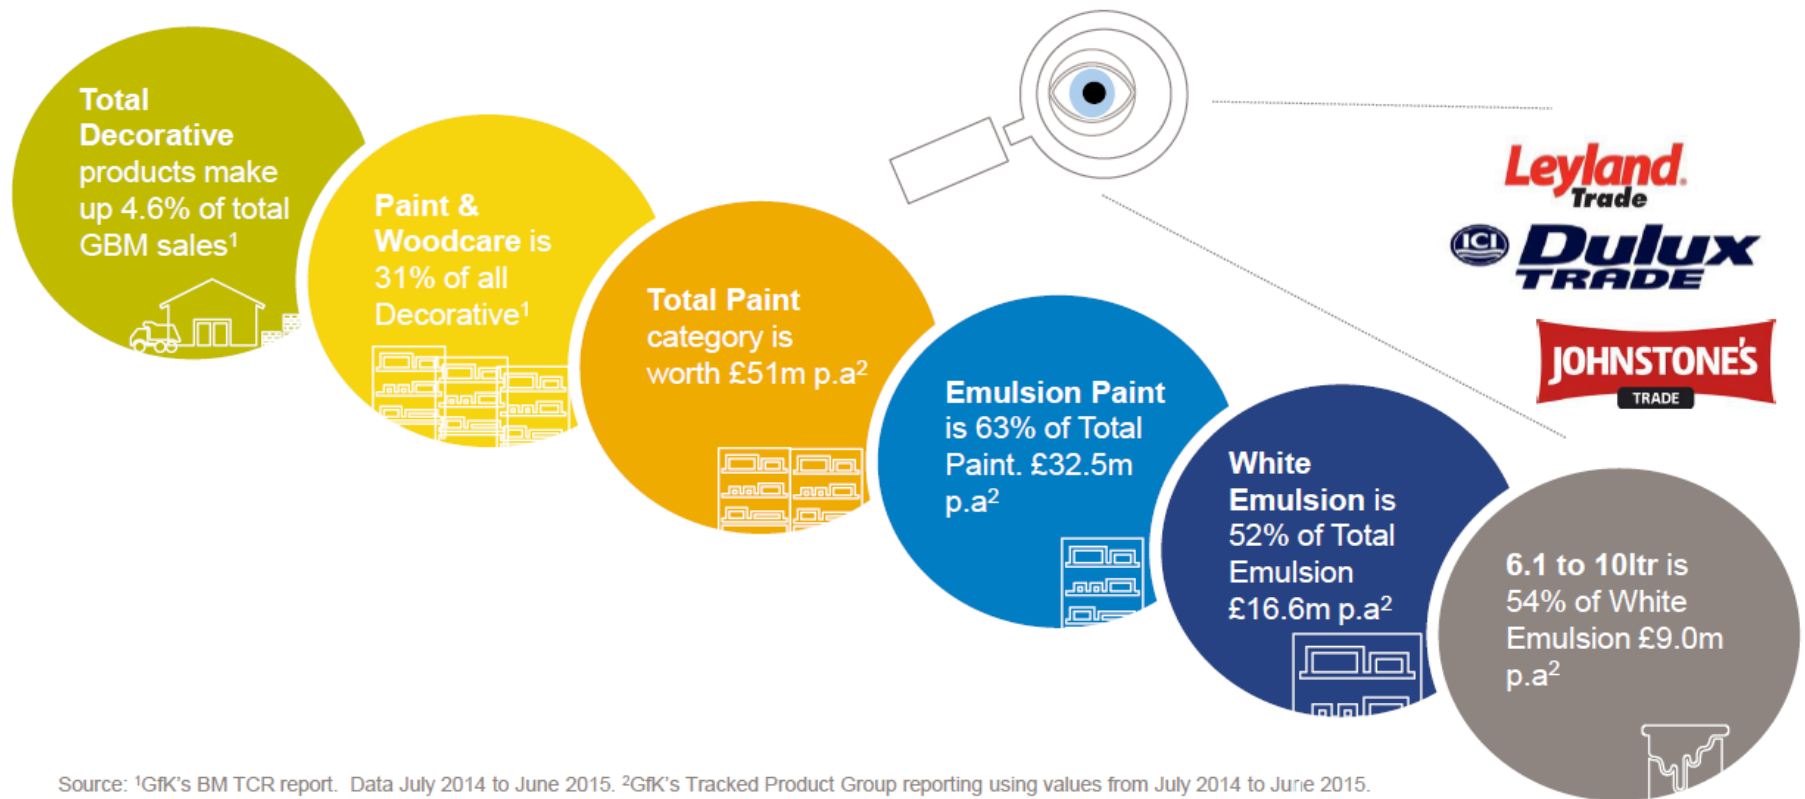 Total
Decorative
products make
up 4.6% of total
GBM sales¹
Paint &
Woodcare is
31% of all
Decorative¹
Total Paint
category is
worth £51m p.a²
Emulsion Paint
is 63% of Total
Paint. £32.5m
p.a²
White
Emulsion is
52% of Total
Emulsion
£16.6m p.a²
6.1 to 10ltr is
54% of White
Emulsion £9.0m
p.a²
Leyland®
Trade
ICI Dulux
TRADE
JOHNSTONE'S
TRADE
Source: ¹GfK's BM TCR report. Data July 2014 to June 2015. ²GfK's Tracked Product Group reporting using values from July 2014 to June 2015.